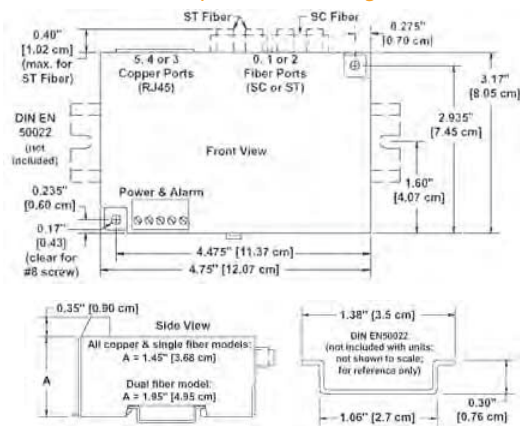 ST Fiber
SC Fiber
0.40"
[1.02 cm]
(max. for
ST Fiber)
0.275"
[0.70 cm]
5, 4 or 3
Copper Ports
(RJ45)
0, 1 or 2
Fiber Ports
(SC or ST)
3.17"
[8.05 cm]
2.935"
[7.45 cm]
DIN EN
50022
(not
included)
Front View
1.60"
[4.07 cm]
0.235"
[0.60 cm]
Power & Alarm
0.17"
[0.43]
(clear for
#8 screw)
4.475" [11.37 cm]
4.75" [12.07 cm]
0.35" [0.90 cm]
Side View
All copper & single fiber models:
A = 1.45" [3.68 cm]
Dual fiber model:
A = 1.95" [4.95 cm]
A
1.38" [3.5 cm]
DIN EN50022
(not included with units;
not shown to scale;
for reference only)
0.30"
[0.76 cm]
1.06" [2.7 cm]